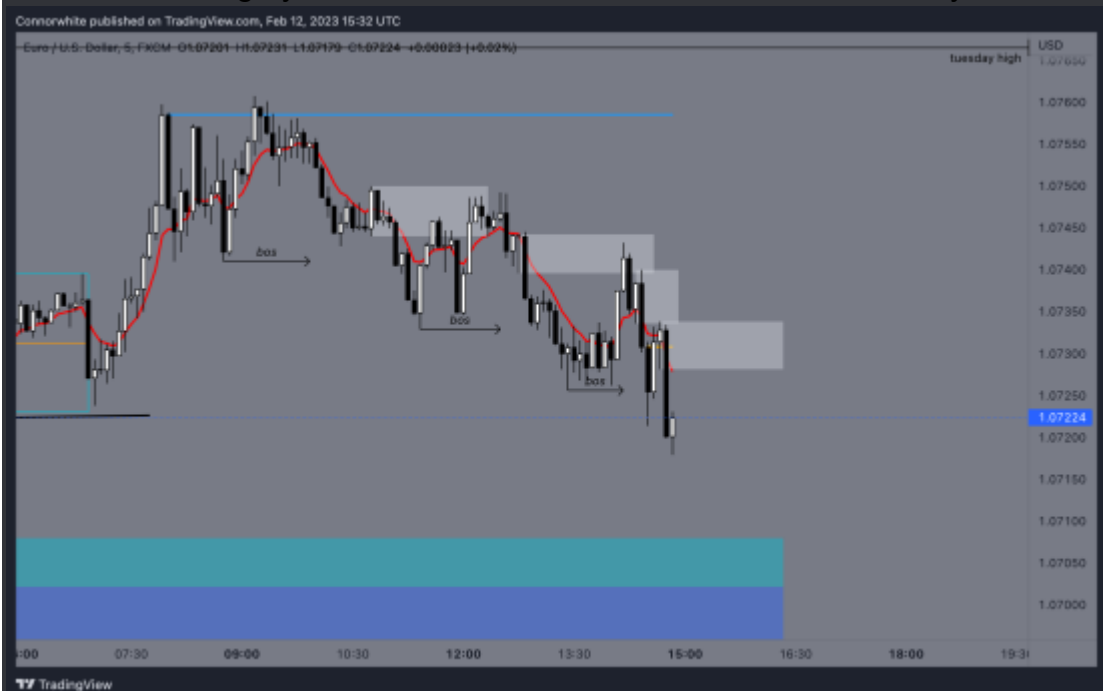 Connorwhite published on TradingView.com, Feb 12, 2023 15:32 UTC
Euro / U.S. Dollar, 5, FXCM O1.07201 H1.07231 L1.07179 C1.07224 +0.00023 (+0.02%)
USD
tuesday high
1.07650
1.07600
1.07550
1.07500
1.07450
bos
1.07400
1.07350
bos
1.07300
bos
1.07250
1.07224
1.07200
1.07150
1.07100
1.07050
1.07000
:00 07:30 09:00 10:30 12:00 13:30 15:00 16:30 18:00 19:3
TradingView